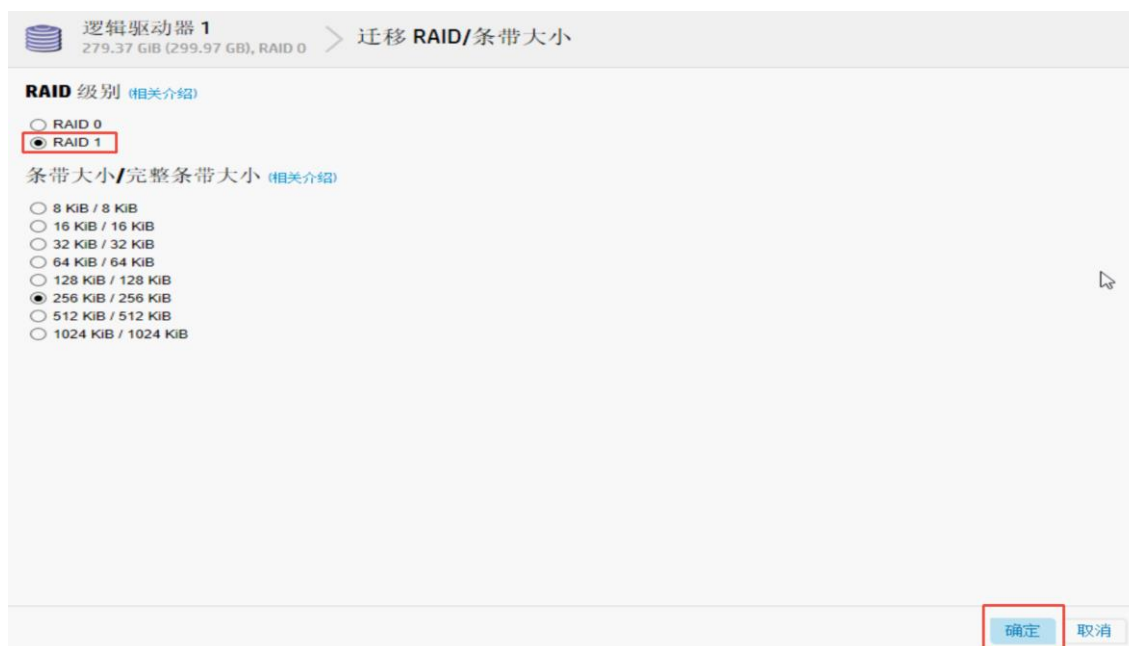 逻辑驱动器 1
279.37 GiB (299.97 GB), RAID 0
迁移 RAID/条带大小
RAID 级别 (相关介绍)
RAID 0
RAID 1
条带大小/完整条带大小 (相关介绍)
8 KiB / 8 KiB
16 KiB / 16 KiB
32 KiB / 32 KiB
64 KiB / 64 KiB
128 KiB / 128 KiB
256 KiB / 256 KiB
512 KiB / 512 KiB
1024 KiB / 1024 KiB
确定 取消